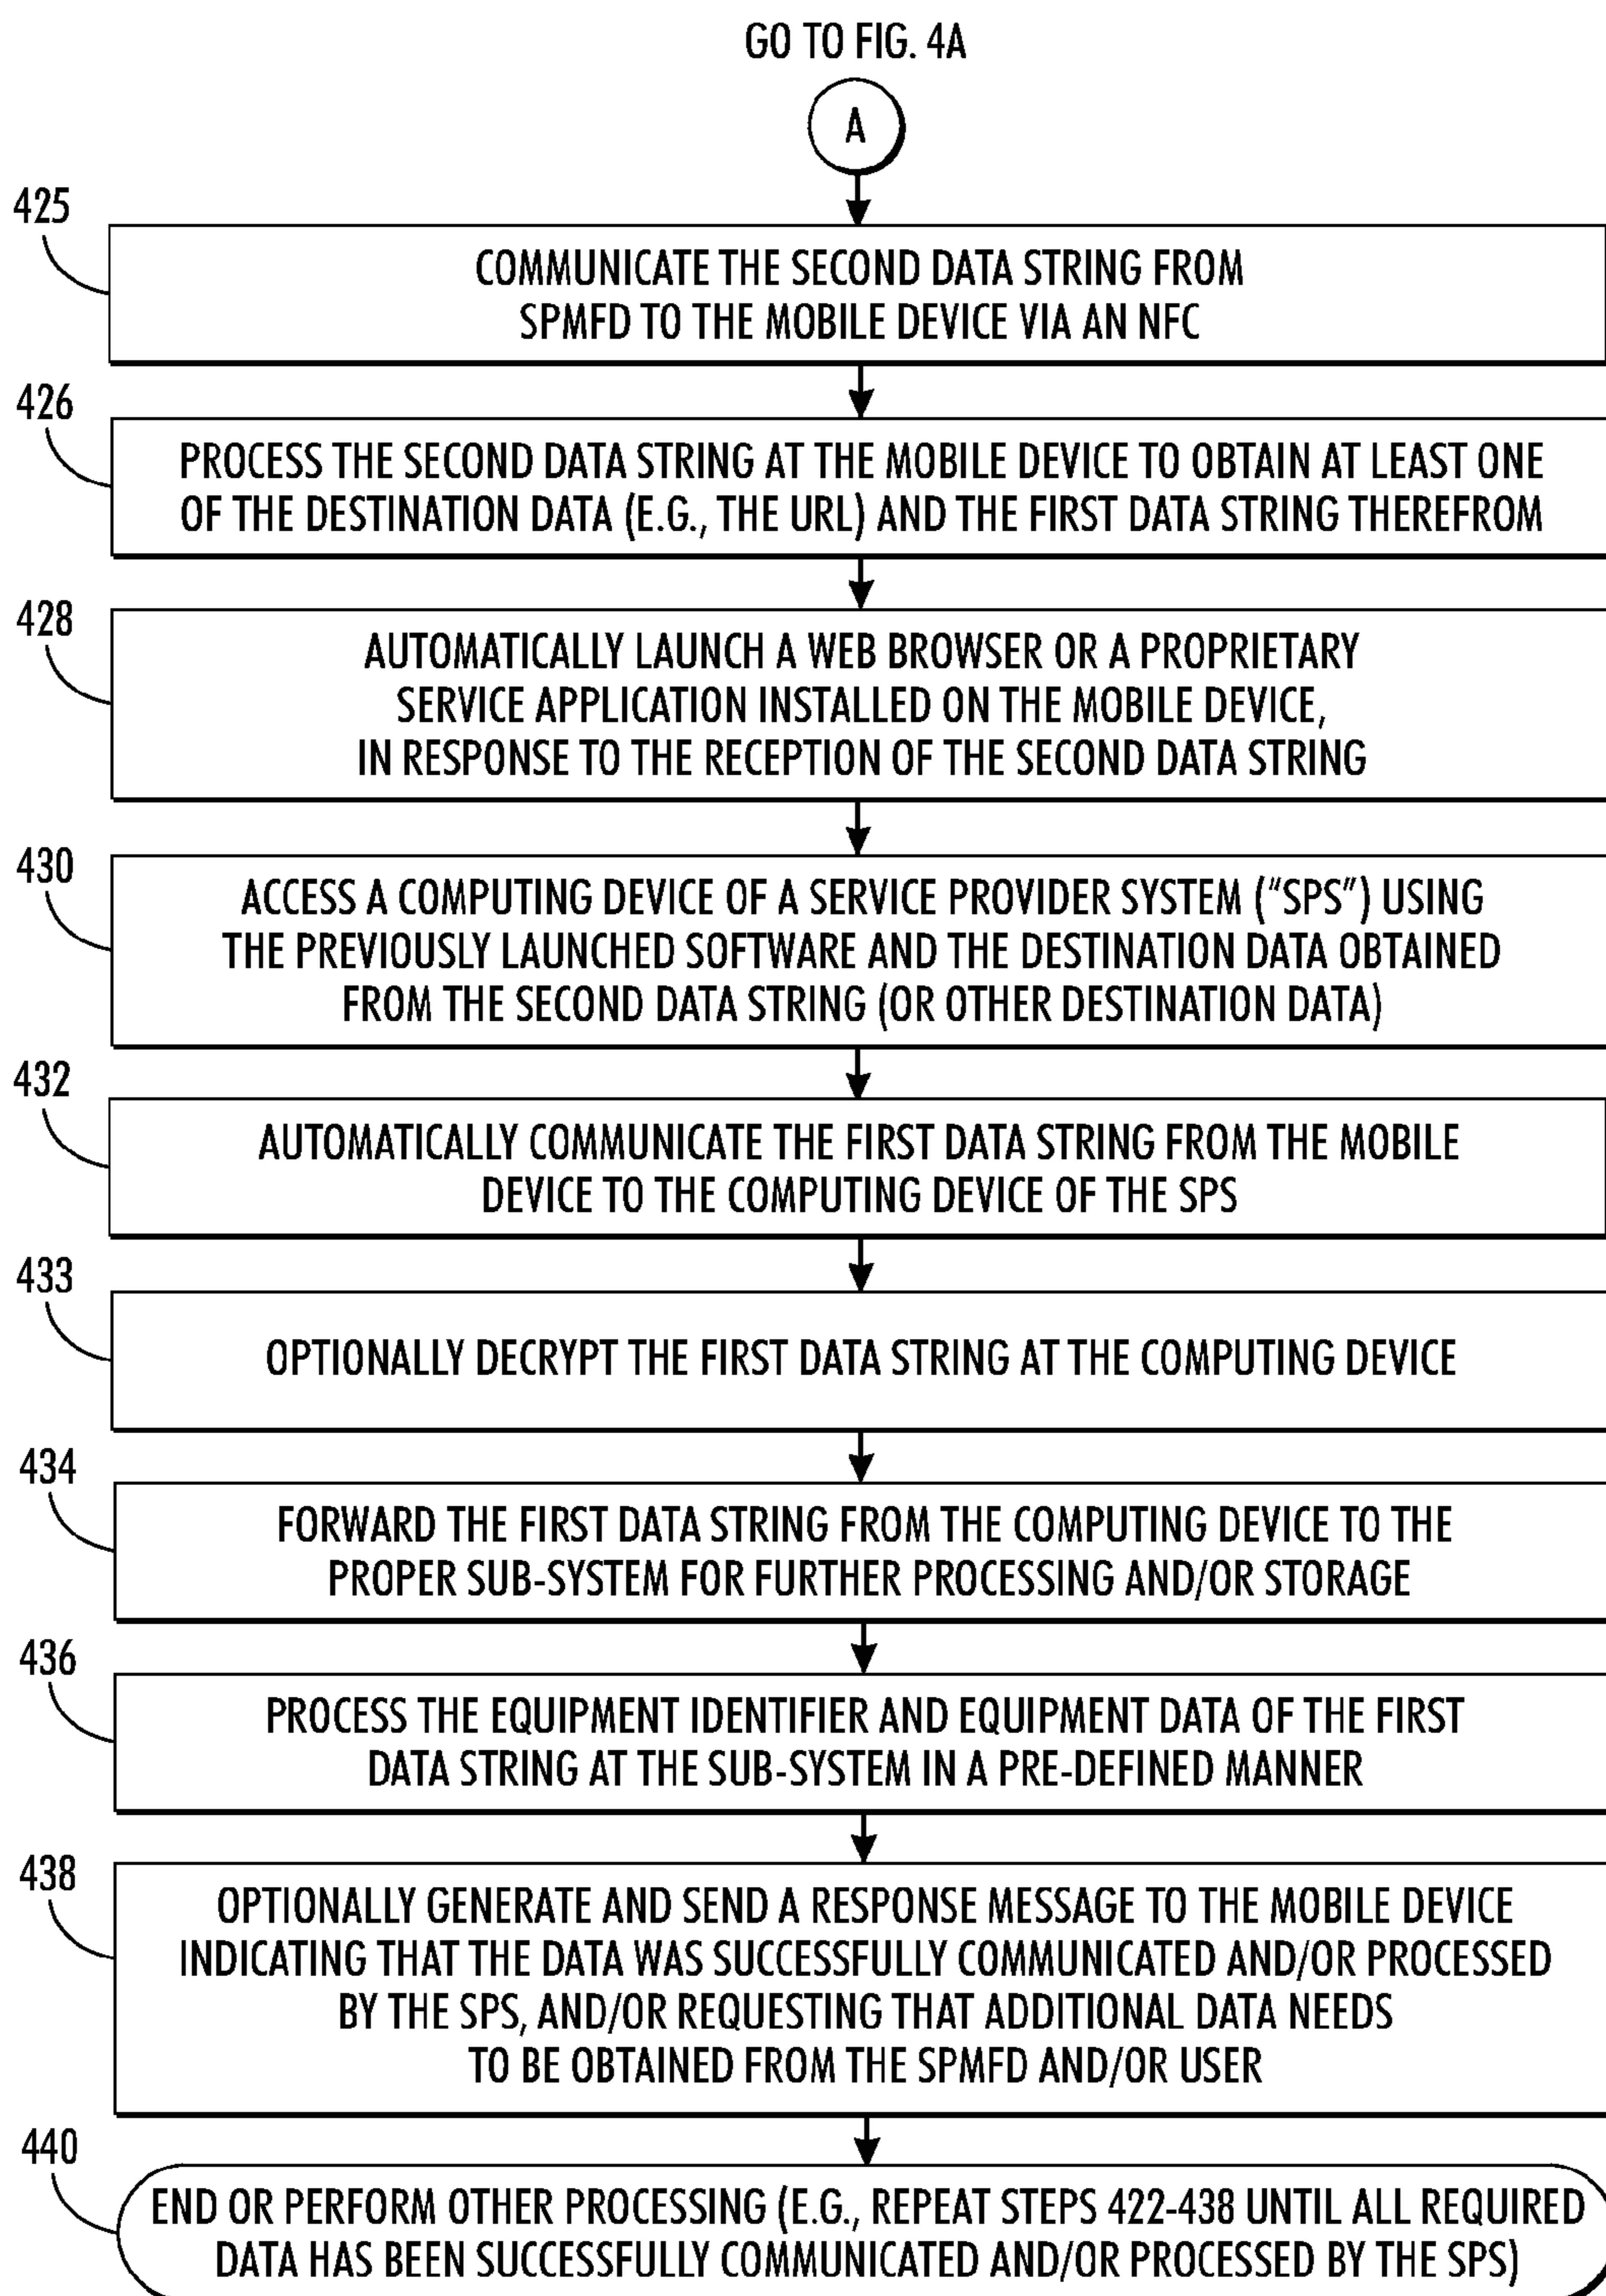 GO TO FIG. 4A
A
425
COMMUNICATE THE SECOND DATA STRING FROM
SPMFD TO THE MOBILE DEVICE VIA AN NFC
426
PROCESS THE SECOND DATA STRING AT THE MOBILE DEVICE TO OBTAIN AT LEAST ONE
OF THE DESTINATION DATA (E.G., THE URL) AND THE FIRST DATA STRING THEREFROM
428
AUTOMATICALLY LAUNCH A WEB BROWSER OR A PROPRIETARY
SERVICE APPLICATION INSTALLED ON THE MOBILE DEVICE,
IN RESPONSE TO THE RECEPTION OF THE SECOND DATA STRING
430
ACCESS A COMPUTING DEVICE OF A SERVICE PROVIDER SYSTEM ("SPS") USING
THE PREVIOUSLY LAUNCHED SOFTWARE AND THE DESTINATION DATA OBTAINED
FROM THE SECOND DATA STRING (OR OTHER DESTINATION DATA)
432
AUTOMATICALLY COMMUNICATE THE FIRST DATA STRING FROM THE MOBILE
DEVICE TO THE COMPUTING DEVICE OF THE SPS
433
OPTIONALLY DECRYPT THE FIRST DATA STRING AT THE COMPUTING DEVICE
434
FORWARD THE FIRST DATA STRING FROM THE COMPUTING DEVICE TO THE
PROPER SUB-SYSTEM FOR FURTHER PROCESSING AND/OR STORAGE
436
PROCESS THE EQUIPMENT IDENTIFIER AND EQUIPMENT DATA OF THE FIRST
DATA STRING AT THE SUB-SYSTEM IN A PRE-DEFINED MANNER
438
OPTIONALLY GENERATE AND SEND A RESPONSE MESSAGE TO THE MOBILE DEVICE
INDICATING THAT THE DATA WAS SUCCESSFULLY COMMUNICATED AND/OR PROCESSED
BY THE SPS, AND/OR REQUESTING THAT ADDITIONAL DATA NEEDS
TO BE OBTAINED FROM THE SPMFD AND/OR USER
440
END OR PERFORM OTHER PROCESSING (E.G., REPEAT STEPS 422-438 UNTIL ALL REQUIRED
DATA HAS BEEN SUCCESSFULLY COMMUNICATED AND/OR PROCESSED BY THE SPS)